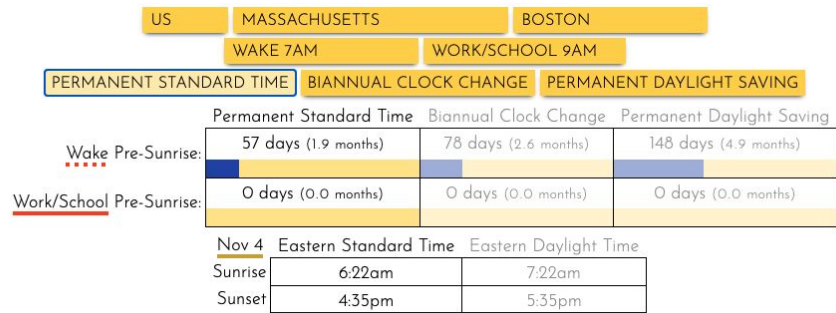 US MASSACHUSETTS BOSTON
WAKE 7AM WORK/SCHOOL 9AM
PERMANENT STANDARD TIME BIANNUAL CLOCK CHANGE PERMANENT DAYLIGHT SAVING
Permanent Standard Time Biannual Clock Change Permanent Daylight Saving
Wake Pre-Sunrise: 57 days (1.9 months) 78 days (2.6 months) 148 days (4.9 months)
Work/School Pre-Sunrise: 0 days (0.0 months) 0 days (0.0 months) 0 days (0.0 months)
Nov 4 Eastern Standard Time Eastern Daylight Time
Sunrise 6:22am 7:22am
Sunset 4:35pm 5:35pm